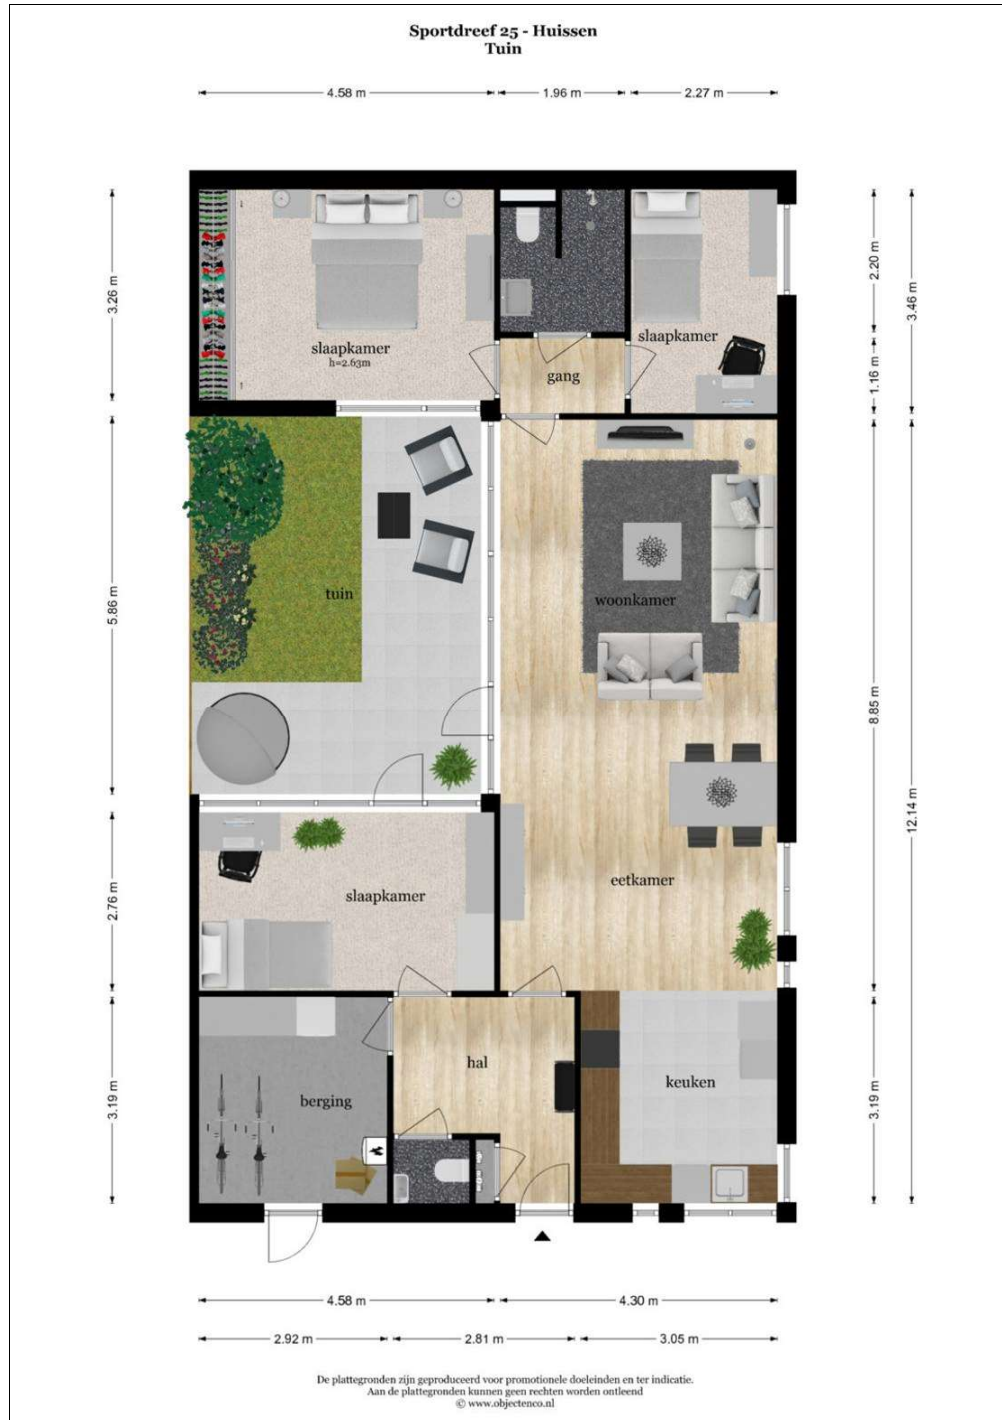 Sportdreef 25 - Huissen
Tuin
4.58 m
1.96 m
2.27 m
3.26 m
2.20 m
3.46 m
slaapkamer
h=2.63m
slaapkamer
gang
1.16 m
5.86 m
tuin
woonkamer
8.85 m
12.14 m
2.76 m
slaapkamer
eetkamer
hal
keuken
berging
3.19 m
3.19 m
4.58 m
4.30 m
2.92 m
2.81 m
3.05 m
De plattegronden zijn geproduceerd voor promotionele doeleinden en ter indicatie.
Aan de plattegronden kunnen geen rechten worden ontleend
© www.objectenco.nl